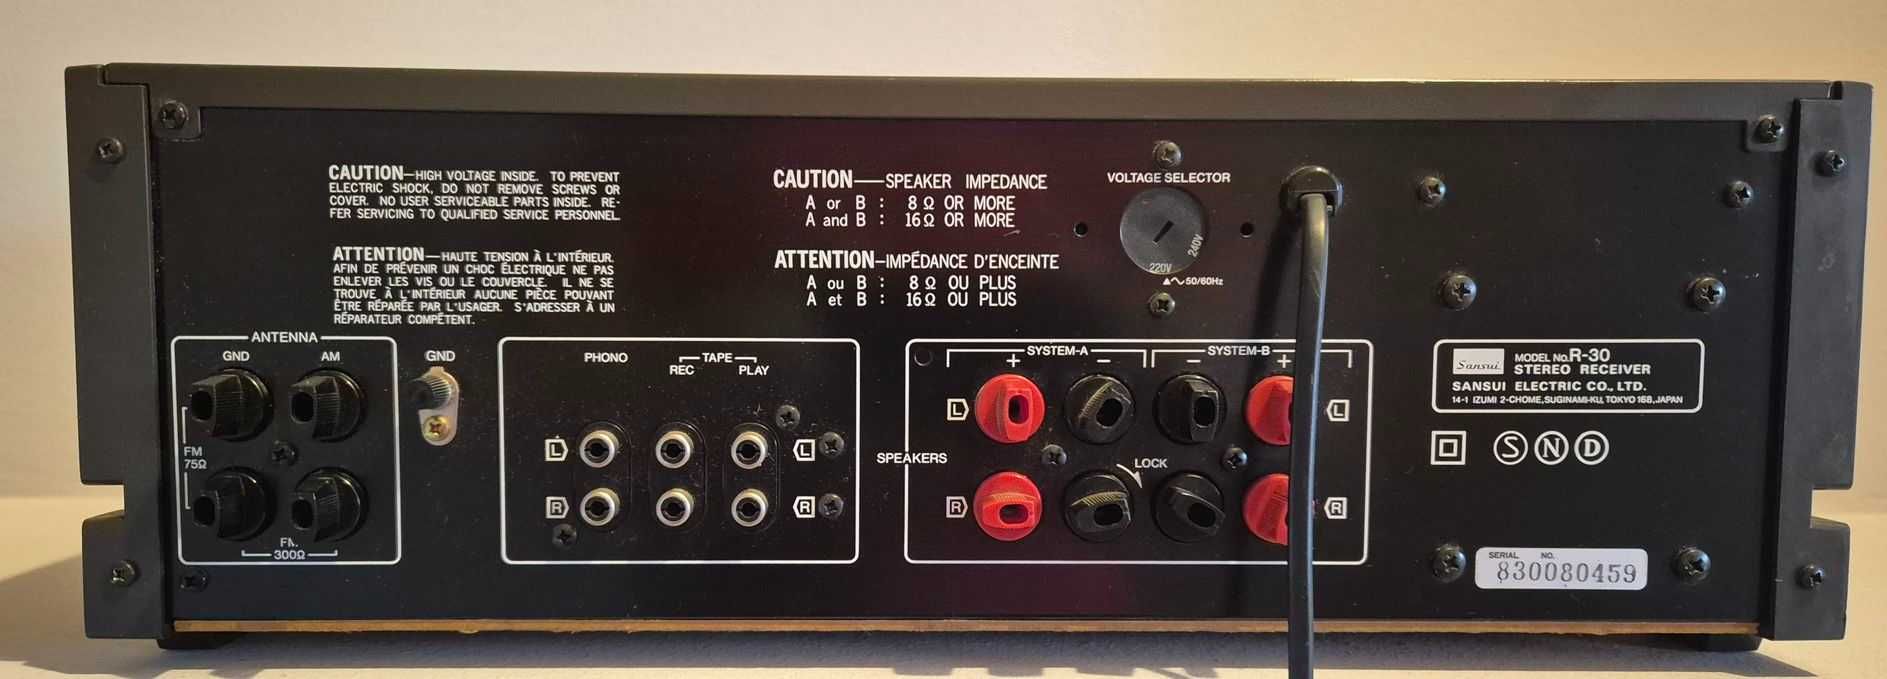 CAUTION—HIGH VOLTAGE INSIDE. TO PREVENT
ELECTRIC SHOCK, DO NOT REMOVE SCREWS OR
COVER. NO USER SERVICEABLE PARTS INSIDE. RE-
FER SERVICING TO QUALIFIED SERVICE PERSONNEL.
ATTENTION—HAUTE TENSION À L'INTÉRIEUR.
AFIN DE PRÉVENIR UN CHOC ÉLECTRIQUE NE PAS
ENLEVER LES VIS OU LE COUVERCLE. IL NE SE
TROUVE À L'INTÉRIEUR AUCUNE PIÈCE POUVANT
ÊTRE RÉPARÉE PAR L'USAGER. S'ADRESSER À UN
RÉPARATEUR COMPÉTENT.
CAUTION—SPEAKER IMPEDANCE
A or B : 8 Ω OR MORE
A and B : 16 Ω OR MORE
ATTENTION—IMPÉDANCE D'ENCEINTE
A ou B : 8 Ω OU PLUS
A et B : 16 Ω OU PLUS
VOLTAGE SELECTOR
240V
220V
50/60Hz
ANTENNA
GND AM
FM
75Ω
FM
300Ω
GND
PHONO
TAPE
REC PLAY
L L
R R
SPEAKERS
SYSTEM-A SYSTEM-B
+ − − +
L L
LOCK
R R
Sansui
MODEL No. R-30
STEREO RECEIVER
SANSUI ELECTRIC CO., LTD.
14-1 IZUMI 2-CHOME, SUGINAMI-KU, TOKYO 168, JAPAN
S N D
SERIAL NO.
830080459